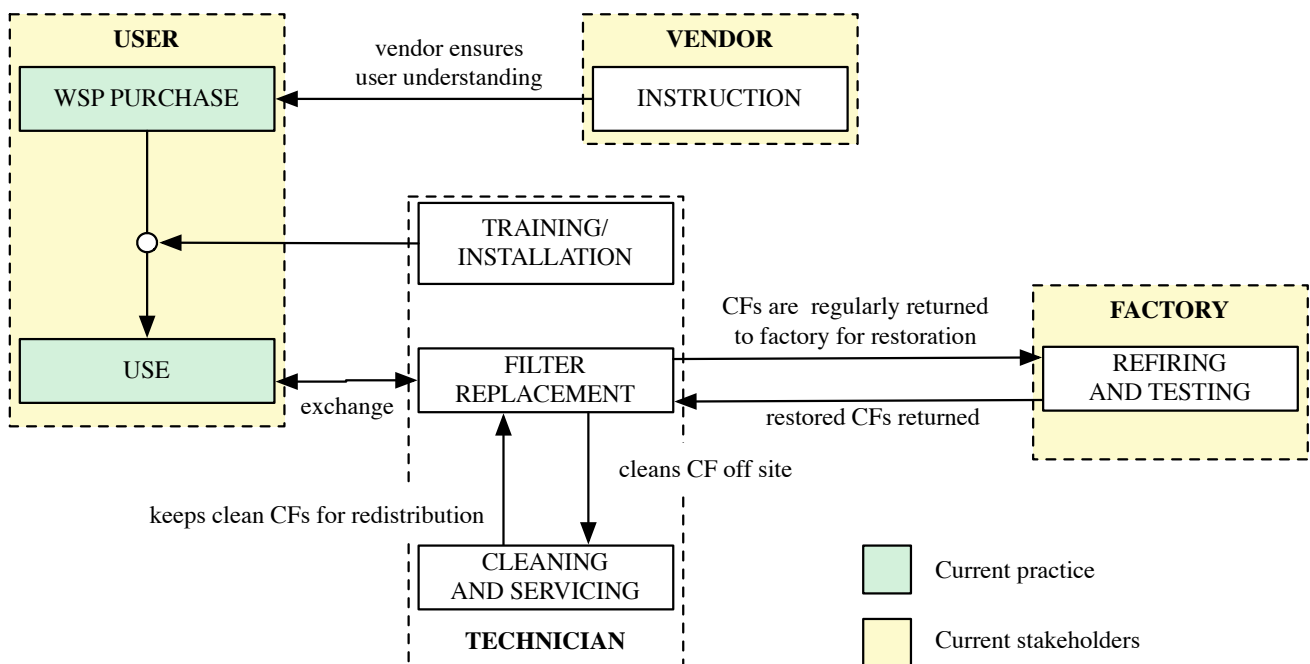 USER
WSP PURCHASE
vendor ensures
user understanding
VENDOR
INSTRUCTION
TRAINING/
INSTALLATION
USE
exchange
FILTER
REPLACEMENT
CFs are regularly returned
to factory for restoration
restored CFs returned
FACTORY
REFIRING
AND TESTING
cleans CF off site
keeps clean CFs for redistribution
CLEANING
AND SERVICING
TECHNICIAN
Current practice
Current stakeholders